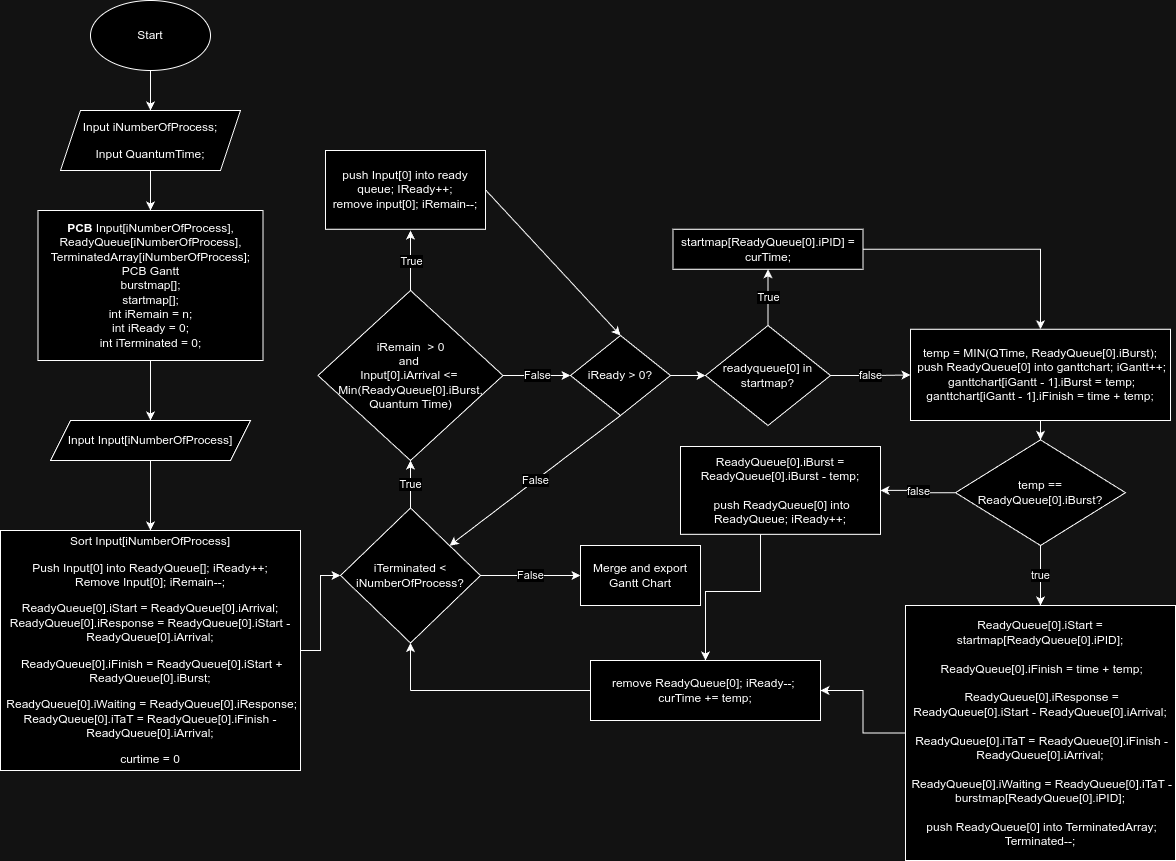 Start
Input iNumberOfProcess;
Input QuantumTime;
PCB Input[iNumberOfProcess],
ReadyQueue[iNumberOfProcess],
TerminatedArray[iNumberOfProcess];
PCB Gantt
burstmap[];
startmap[];
int iRemain = n;
int iReady = 0;
int iTerminated = 0;
Input Input[iNumberOfProcess]
Sort Input[iNumberOfProcess]
Push Input[0] into ReadyQueue[]; iReady++;
Remove Input[0]; iRemain--;
ReadyQueue[0].iStart = ReadyQueue[0].iArrival;
ReadyQueue[0].iResponse = ReadyQueue[0].iStart -
ReadyQueue[0].iArrival;
ReadyQueue[0].iFinish = ReadyQueue[0].iStart +
ReadyQueue[0].iBurst;
ReadyQueue[0].iWaiting = ReadyQueue[0].iResponse;
ReadyQueue[0].iTaT = ReadyQueue[0].iFinish -
ReadyQueue[0].iArrival;
curtime = 0
iTerminated <
iNumberOfProcess?
True
False
Merge and export
Gantt Chart
iRemain > 0
and
Input[0].iArrival <=
Min(ReadyQueue[0].iBurst,
Quantum Time)
True
False
push Input[0] into ready
queue; IReady++;
remove input[0]; iRemain--;
iReady > 0?
False
readyqueue[0] in
startmap?
True
false
startmap[ReadyQueue[0].iPID] =
curTime;
temp = MIN(QTime, ReadyQueue[0].iBurst);
push ReadyQueue[0] into ganttchart; iGantt++;
ganttchart[iGantt - 1].iBurst = temp;
ganttchart[iGantt - 1].iFinish = time + temp;
temp ==
ReadyQueue[0].iBurst?
false
true
ReadyQueue[0].iBurst =
ReadyQueue[0].iBurst - temp;
push ReadyQueue[0] into
ReadyQueue; iReady++;
ReadyQueue[0].iStart =
startmap[ReadyQueue[0].iPID];
ReadyQueue[0].iFinish = time + temp;
ReadyQueue[0].iResponse =
ReadyQueue[0].iStart - ReadyQueue[0].iArrival;
ReadyQueue[0].iTaT = ReadyQueue[0].iFinish -
ReadyQueue[0].iArrival;
ReadyQueue[0].iWaiting = ReadyQueue[0].iTaT -
burstmap[ReadyQueue[0].iPID];
push ReadyQueue[0] into TerminatedArray;
Terminated--;
remove ReadyQueue[0]; iReady--;
curTime += temp;